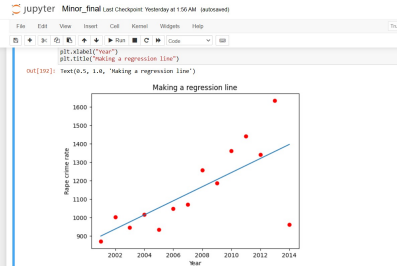 jupyter Minor_final Last Checkpoint: Yesterday at 1:56 AM (autosaved)
File Edit View Insert Cell Kernel Widgets Help
Run Code
plt.xlabel("Year")
plt.title("Making a regression line")
Out[192]: Text(0.5, 1.0, 'Making a regression line')
Making a regression line
1600
1500
1400
1300
1200
1100
1000
900
Rape crime rate
2002 2004 2006 2008 2010 2012 2014
Year